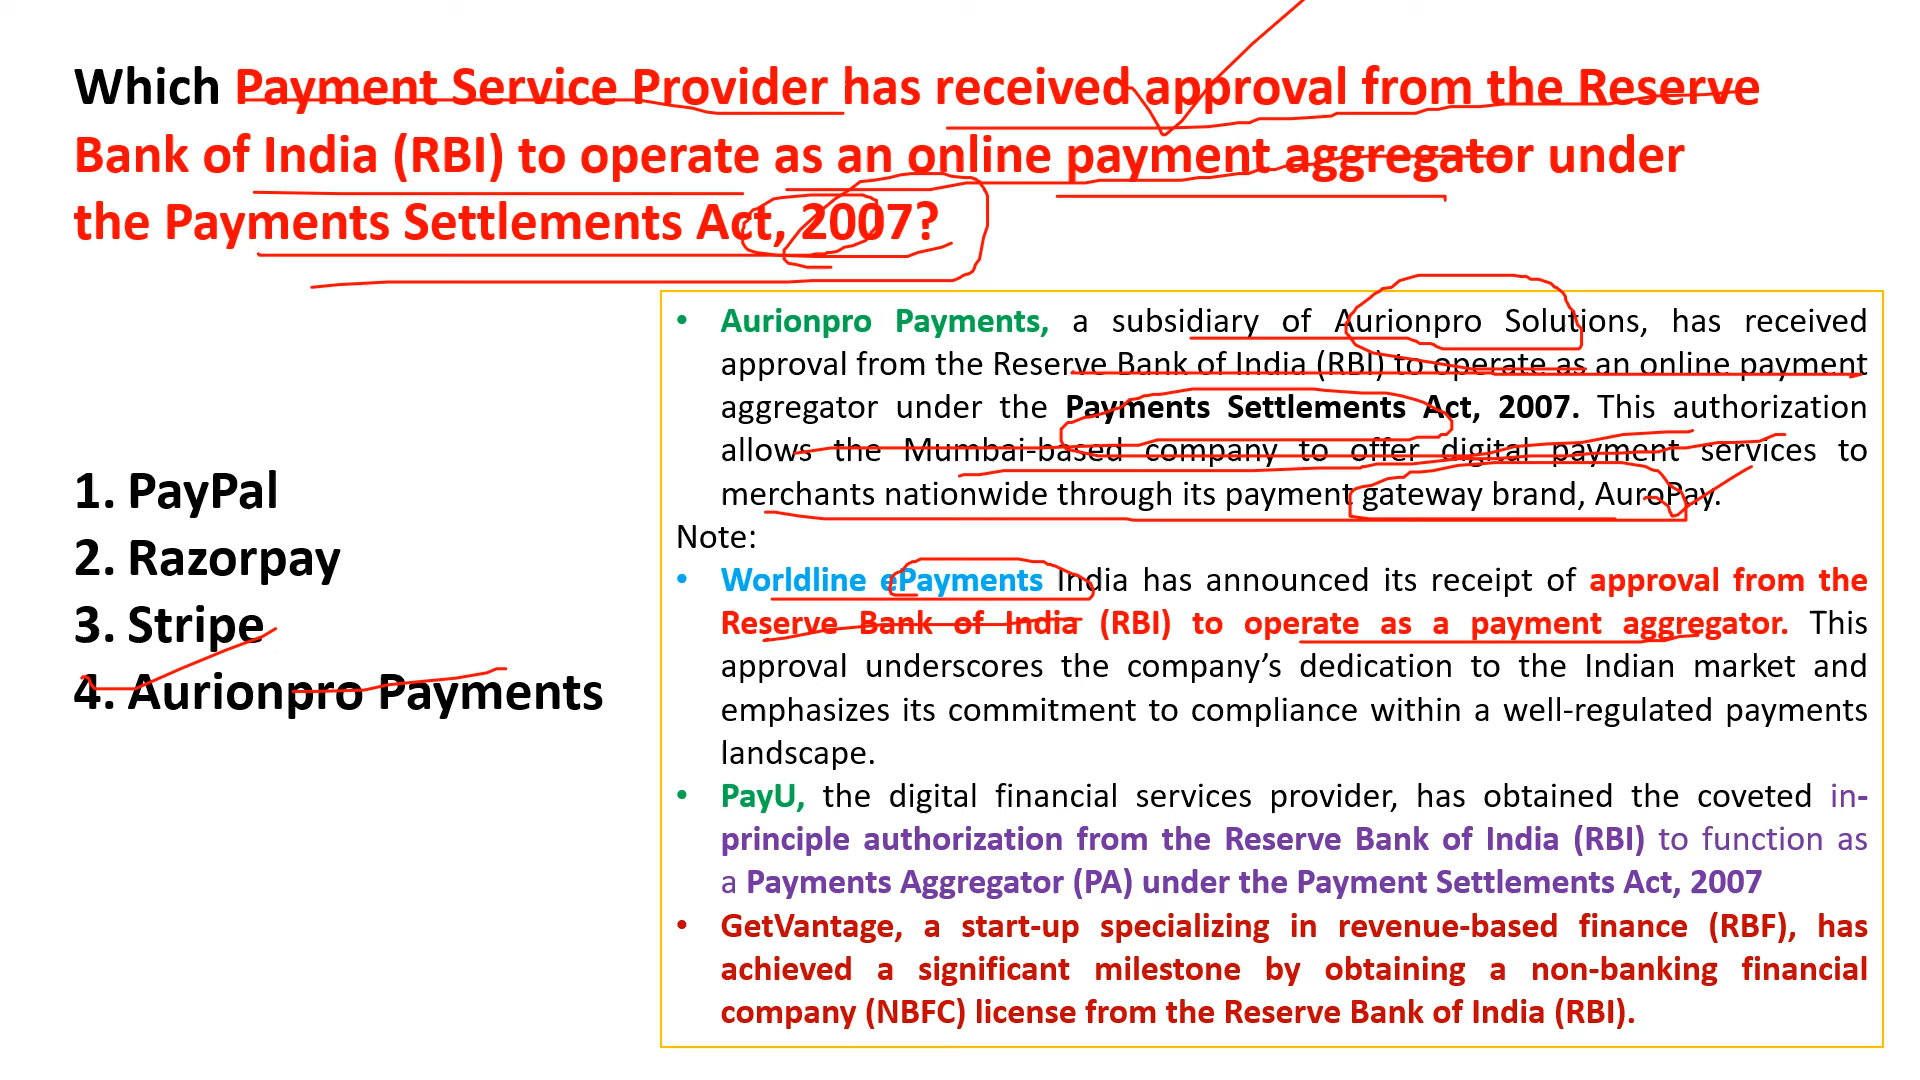 Which Payment Service Provider has received approval from the Reserve
Bank of India (RBI) to operate as an online payment aggregator under
the Payments Settlements Act, 2007?
1. PayPal
2. Razorpay
3. Stripe
4. Aurionpro Payments
• Aurionpro Payments, a subsidiary of Aurionpro Solutions, has received
approval from the Reserve Bank of India (RBI) to operate as an online payment
aggregator under the Payments Settlements Act, 2007. This authorization
allows the Mumbai-based company to offer digital payment services to
merchants nationwide through its payment gateway brand, AuroPay.
Note:
• Worldline ePayments India has announced its receipt of approval from the
Reserve Bank of India (RBI) to operate as a payment aggregator. This
approval underscores the company’s dedication to the Indian market and
emphasizes its commitment to compliance within a well-regulated payments
landscape.
• PayU, the digital financial services provider, has obtained the coveted in-
principle authorization from the Reserve Bank of India (RBI) to function as
a Payments Aggregator (PA) under the Payment Settlements Act, 2007
• GetVantage, a start-up specializing in revenue-based finance (RBF), has
achieved a significant milestone by obtaining a non-banking financial
company (NBFC) license from the Reserve Bank of India (RBI).